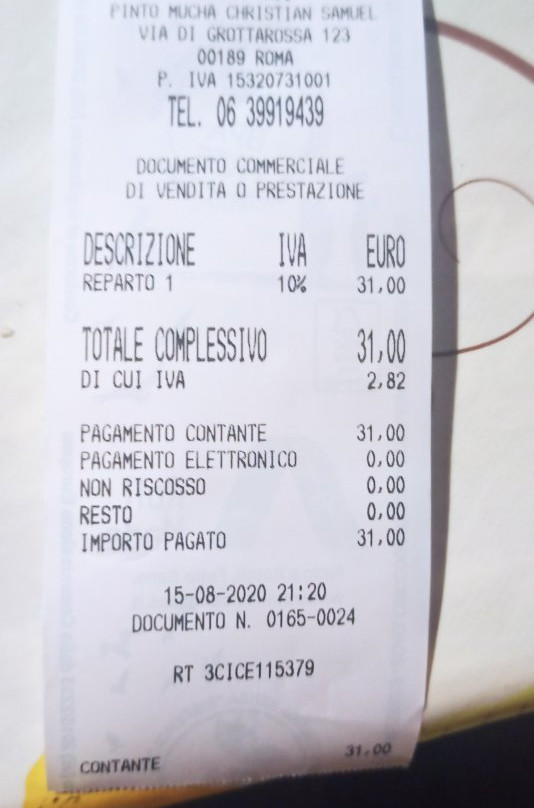 PINTO MUCHA CHRISTIAN SAMUEL
VIA DI GROTTAROSSA 123
00189 ROMA
P. IVA 15320731001
TEL. 06 39919439
DOCUMENTO COMMERCIALE
DI VENDITA O PRESTAZIONE
DESCRIZIONE IVA EURO
REPARTO 1 10% 31,00
TOTALE COMPLESSIVO 31,00
DI CUI IVA 2,82
PAGAMENTO CONTANTE 31,00
PAGAMENTO ELETTRONICO 0,00
NON RISCOSSO 0,00
RESTO 0,00
IMPORTO PAGATO 31,00
15-08-2020 21:20
DOCUMENTO N. 0165-0024
RT 3CICE115379
CONTANTE 31,00